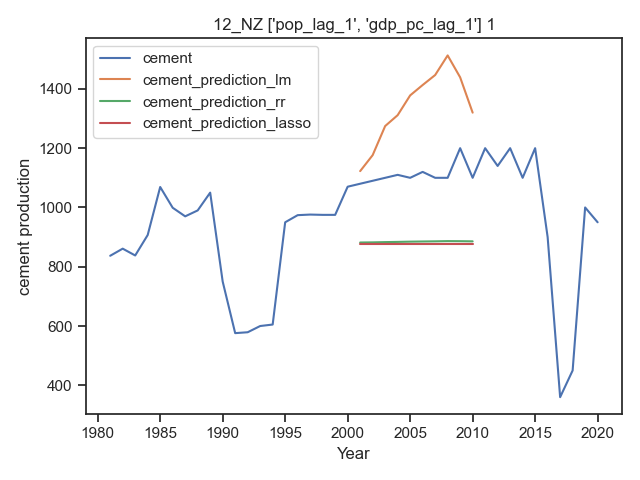 12_NZ ['pop_lag_1', 'gdp_pc_lag_1'] 1
cement
cement_prediction_lm
cement_prediction_rr
cement_prediction_lasso
cement production
1400
1200
1000
800
600
400
1980 1985 1990 1995 2000 2005 2010 2015 2020
Year